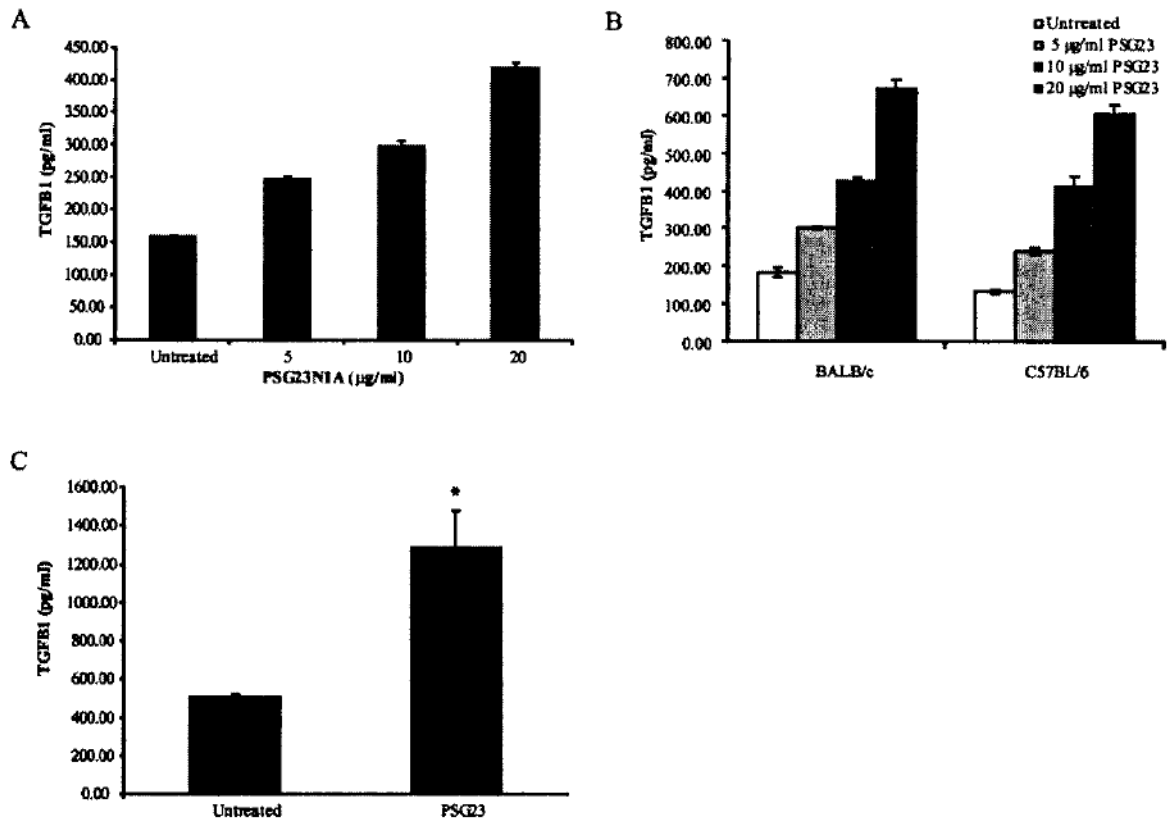 A
450.00
400.00
350.00
300.00
250.00
200.00
150.00
100.00
50.00
0.00
TGFB1 (pg/ml)
Untreated 5 10 20
PSG23N1A (µg/ml)
B
Untreated
5 µg/ml PSG23
10 µg/ml PSG23
20 µg/ml PSG23
800.00
700.00
600.00
500.00
400.00
300.00
200.00
100.00
0.00
TGFB1 (pg/ml)
BALB/c C57BL/6
C
1600.00
1400.00
1200.00
1000.00
800.00
600.00
400.00
200.00
0.00
TGFB1 (pg/ml)
*
Untreated PSG23